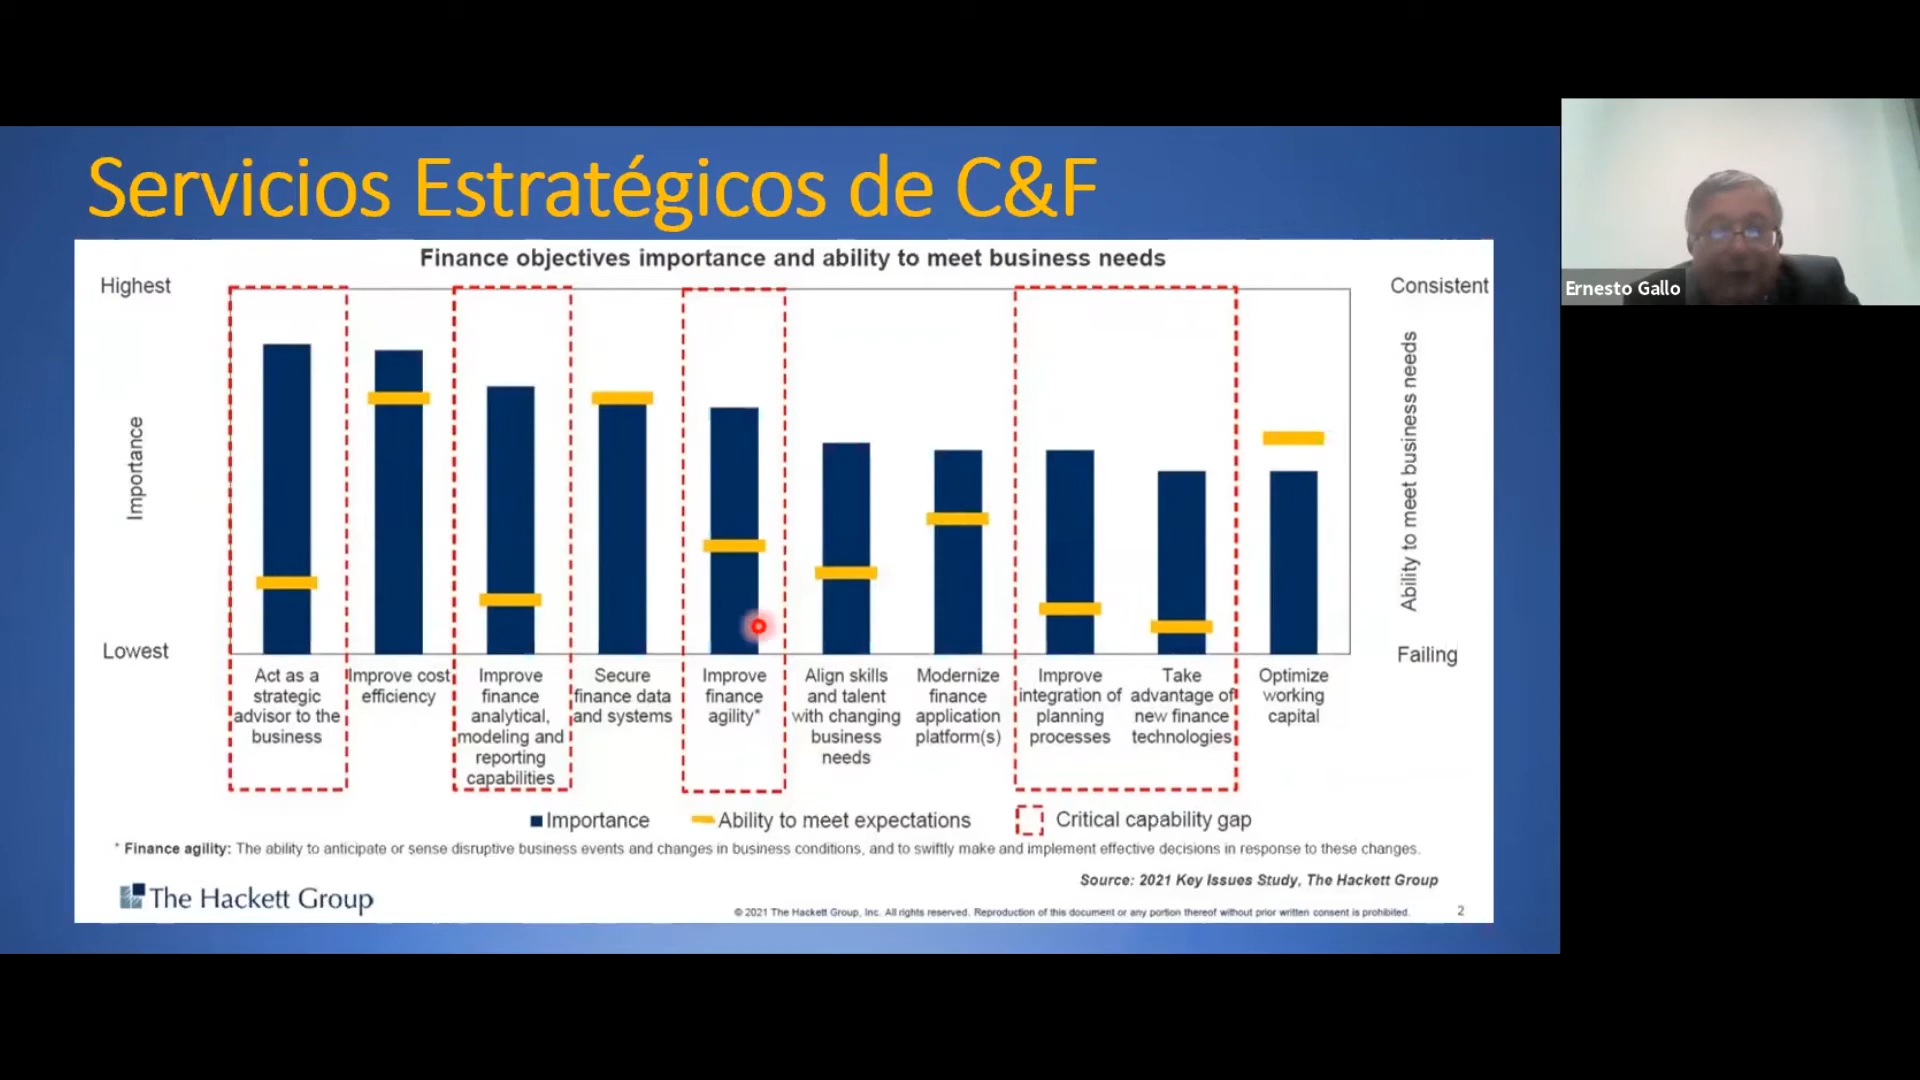 Servicios Estratégicos de C&F
Finance objectives importance and ability to meet business needs
Highest
Consistent
Importance
Ability to meet business needs
Lowest
Failing
Act as a
strategic
advisor to the
business
Improve cost
efficiency
Improve
finance
analytical,
modeling and
reporting
capabilities
Secure
finance data
and systems
Improve
finance
agility*
Align skills
and talent
with changing
business
needs
Modernize
finance
application
platform(s)
Improve
integration of
planning
processes
Take
advantage of
new finance
technologies
Optimize
working
capital
Importance
Ability to meet expectations
Critical capability gap
* Finance agility: The ability to anticipate or sense disruptive business events and changes in business conditions, and to swiftly make and implement effective decisions in response to these changes.
Source: 2021 Key Issues Study, The Hackett Group
The Hackett Group
© 2021 The Hackett Group, Inc. All rights reserved. Reproduction of this document or any portion thereof without prior written consent is prohibited.
2
Ernesto Gallo